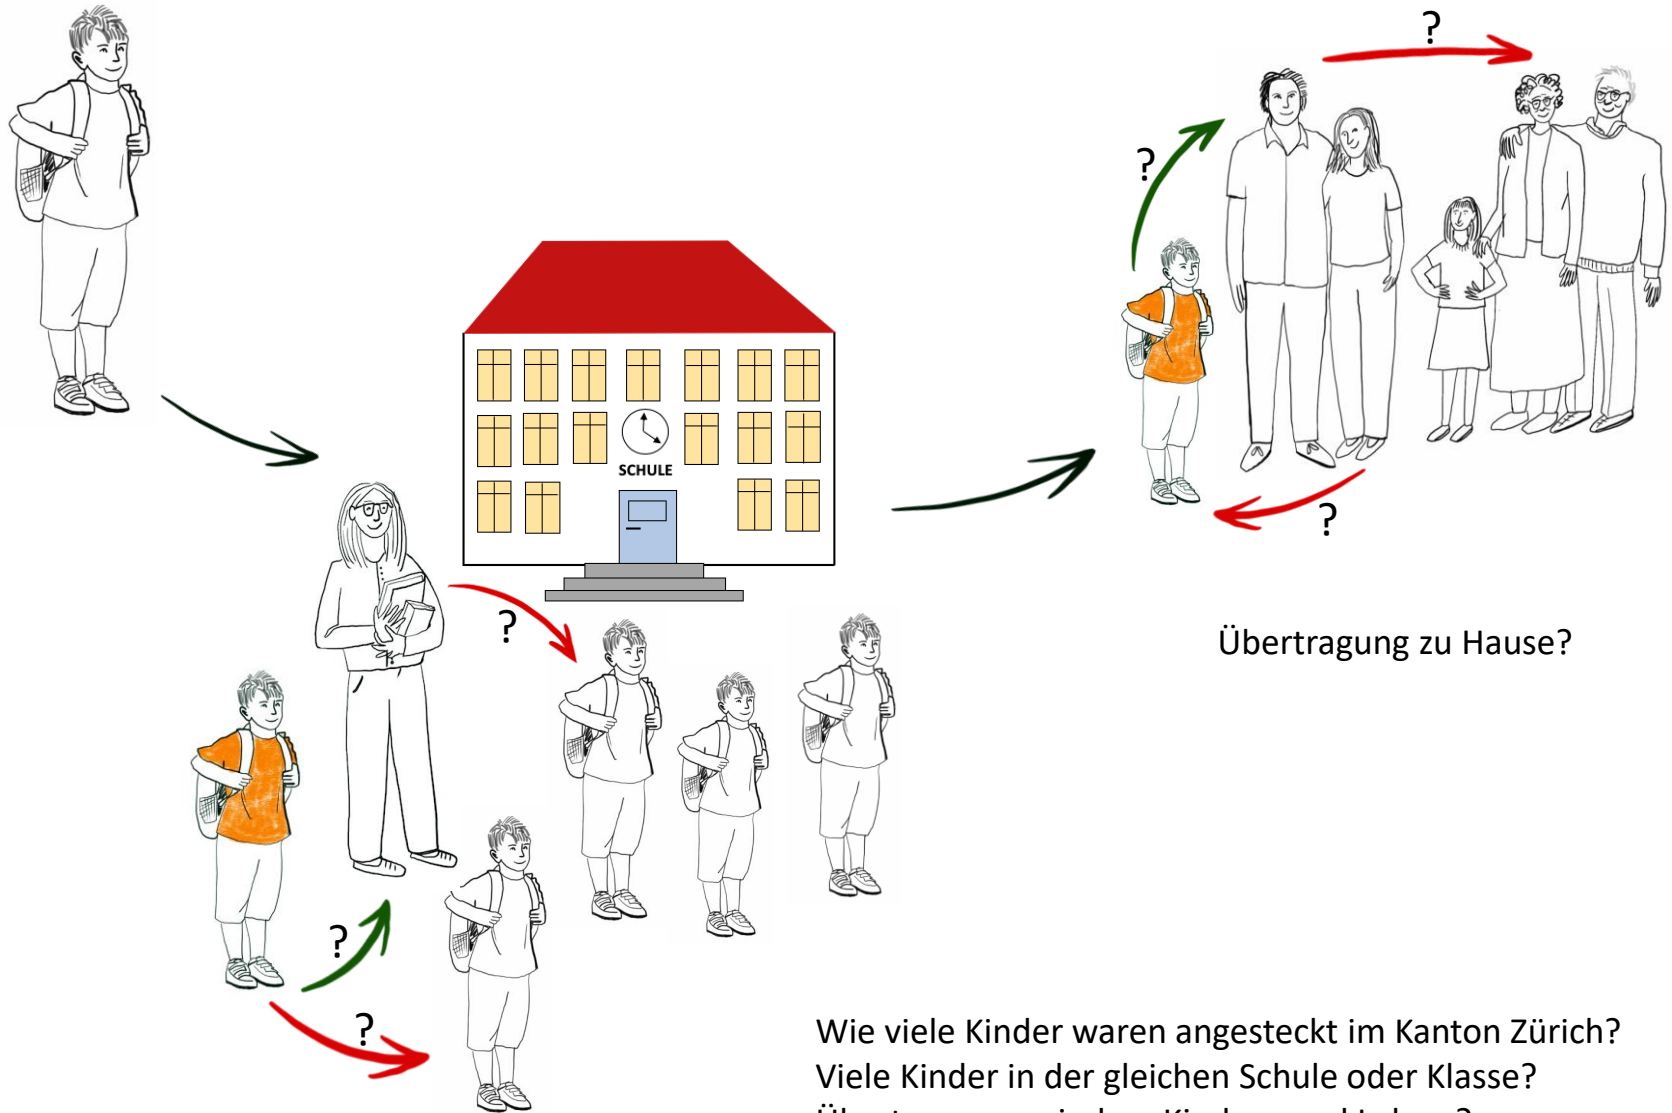 ?
?
SCHULE
?
?
Übertragung zu Hause?
?
?
Wie viele Kinder waren angesteckt im Kanton Zürich?
Viele Kinder in der gleichen Schule oder Klasse?